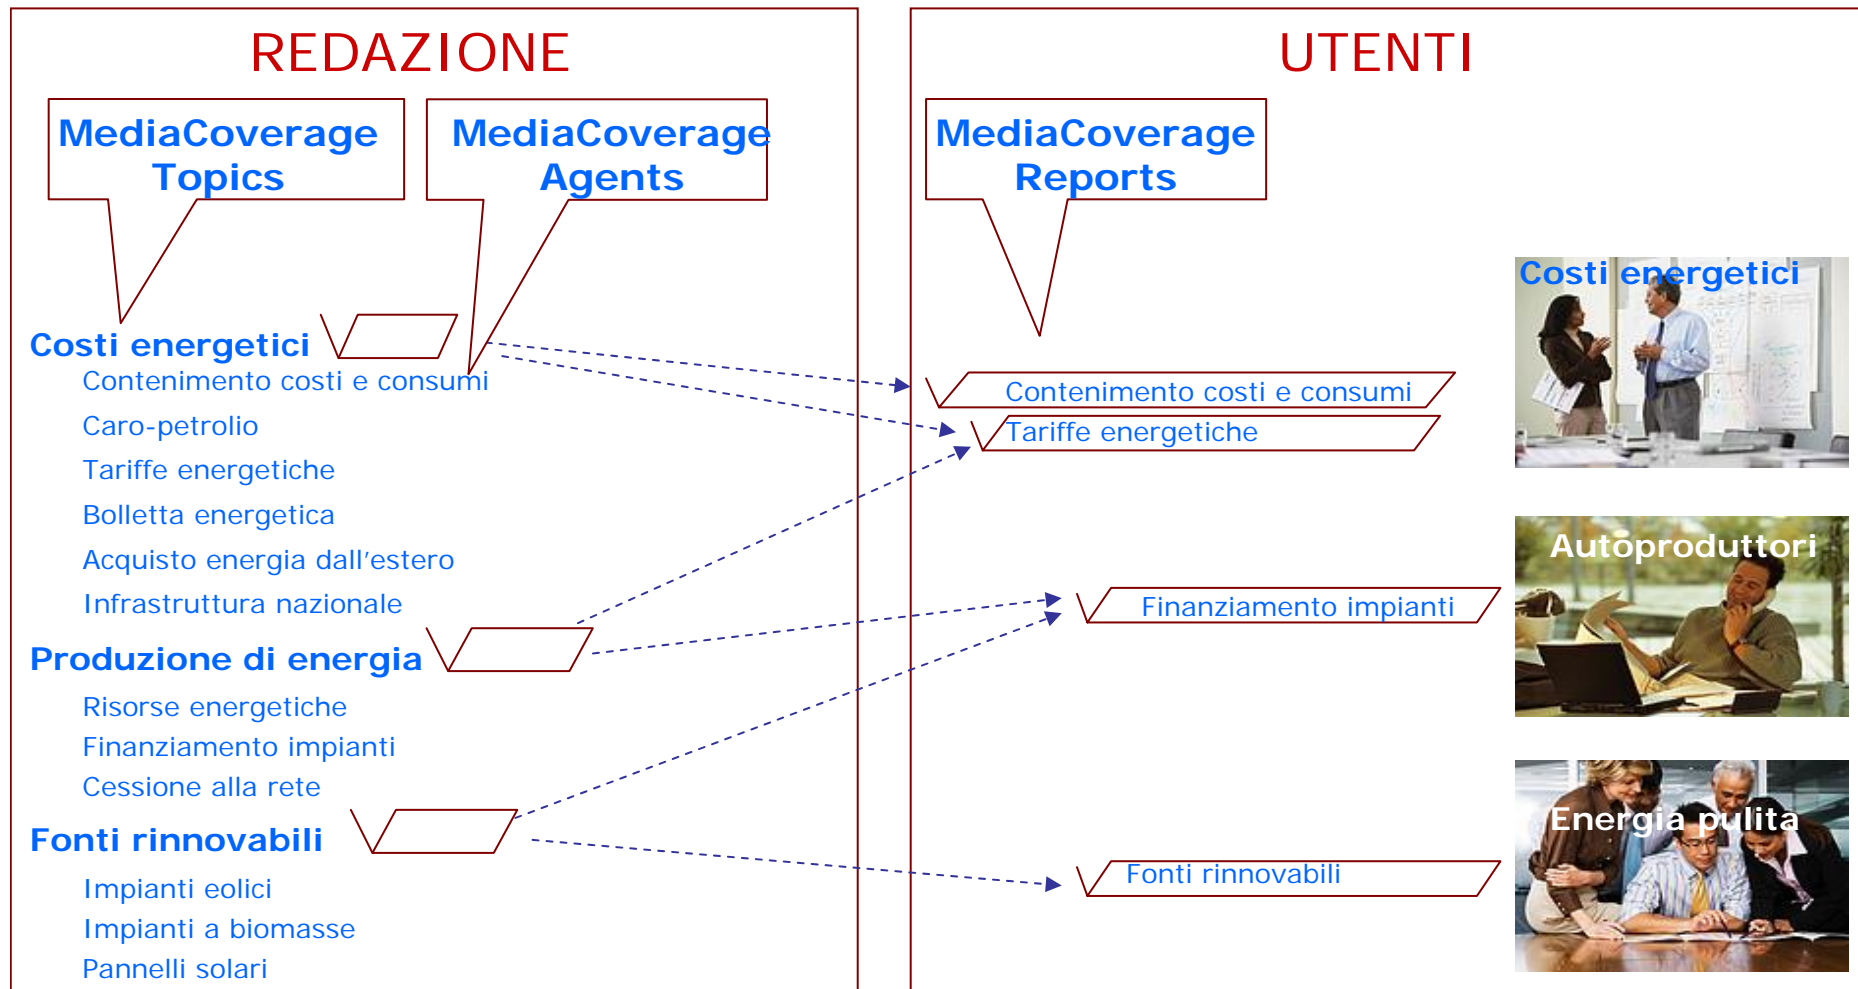 REDAZIONE
MediaCoverage
Topics
MediaCoverage
Agents
Costi energetici
Contenimento costi e consumi
Caro-petrolio
Tariffe energetiche
Bolletta energetica
Acquisto energia dall’estero
Infrastruttura nazionale
Produzione di energia
Risorse energetiche
Finanziamento impianti
Cessione alla rete
Fonti rinnovabili
Impianti eolici
Impianti a biomasse
Pannelli solari
UTENTI
MediaCoverage
Reports
Contenimento costi e consumi
Tariffe energetiche
Finanziamento impianti
Fonti rinnovabili
Costi energetici
Autoproduttori
Energia pulita